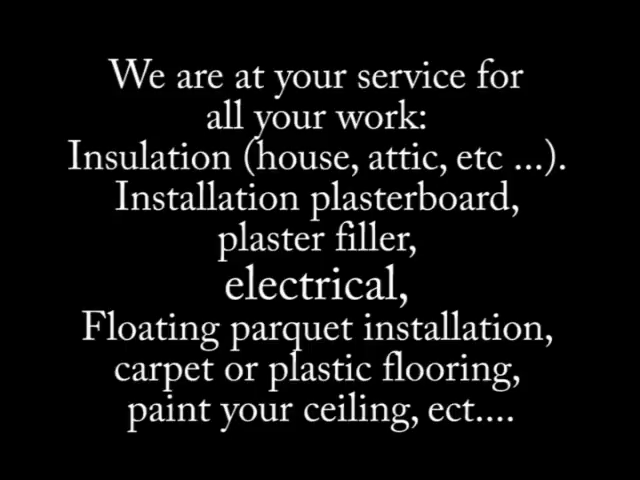 We are at your service for
all your work:
Insulation (house, attic, etc ...).
Installation plasterboard,
plaster filler,
electrical,
Floating parquet installation,
carpet or plastic flooring,
paint your ceiling, ect....